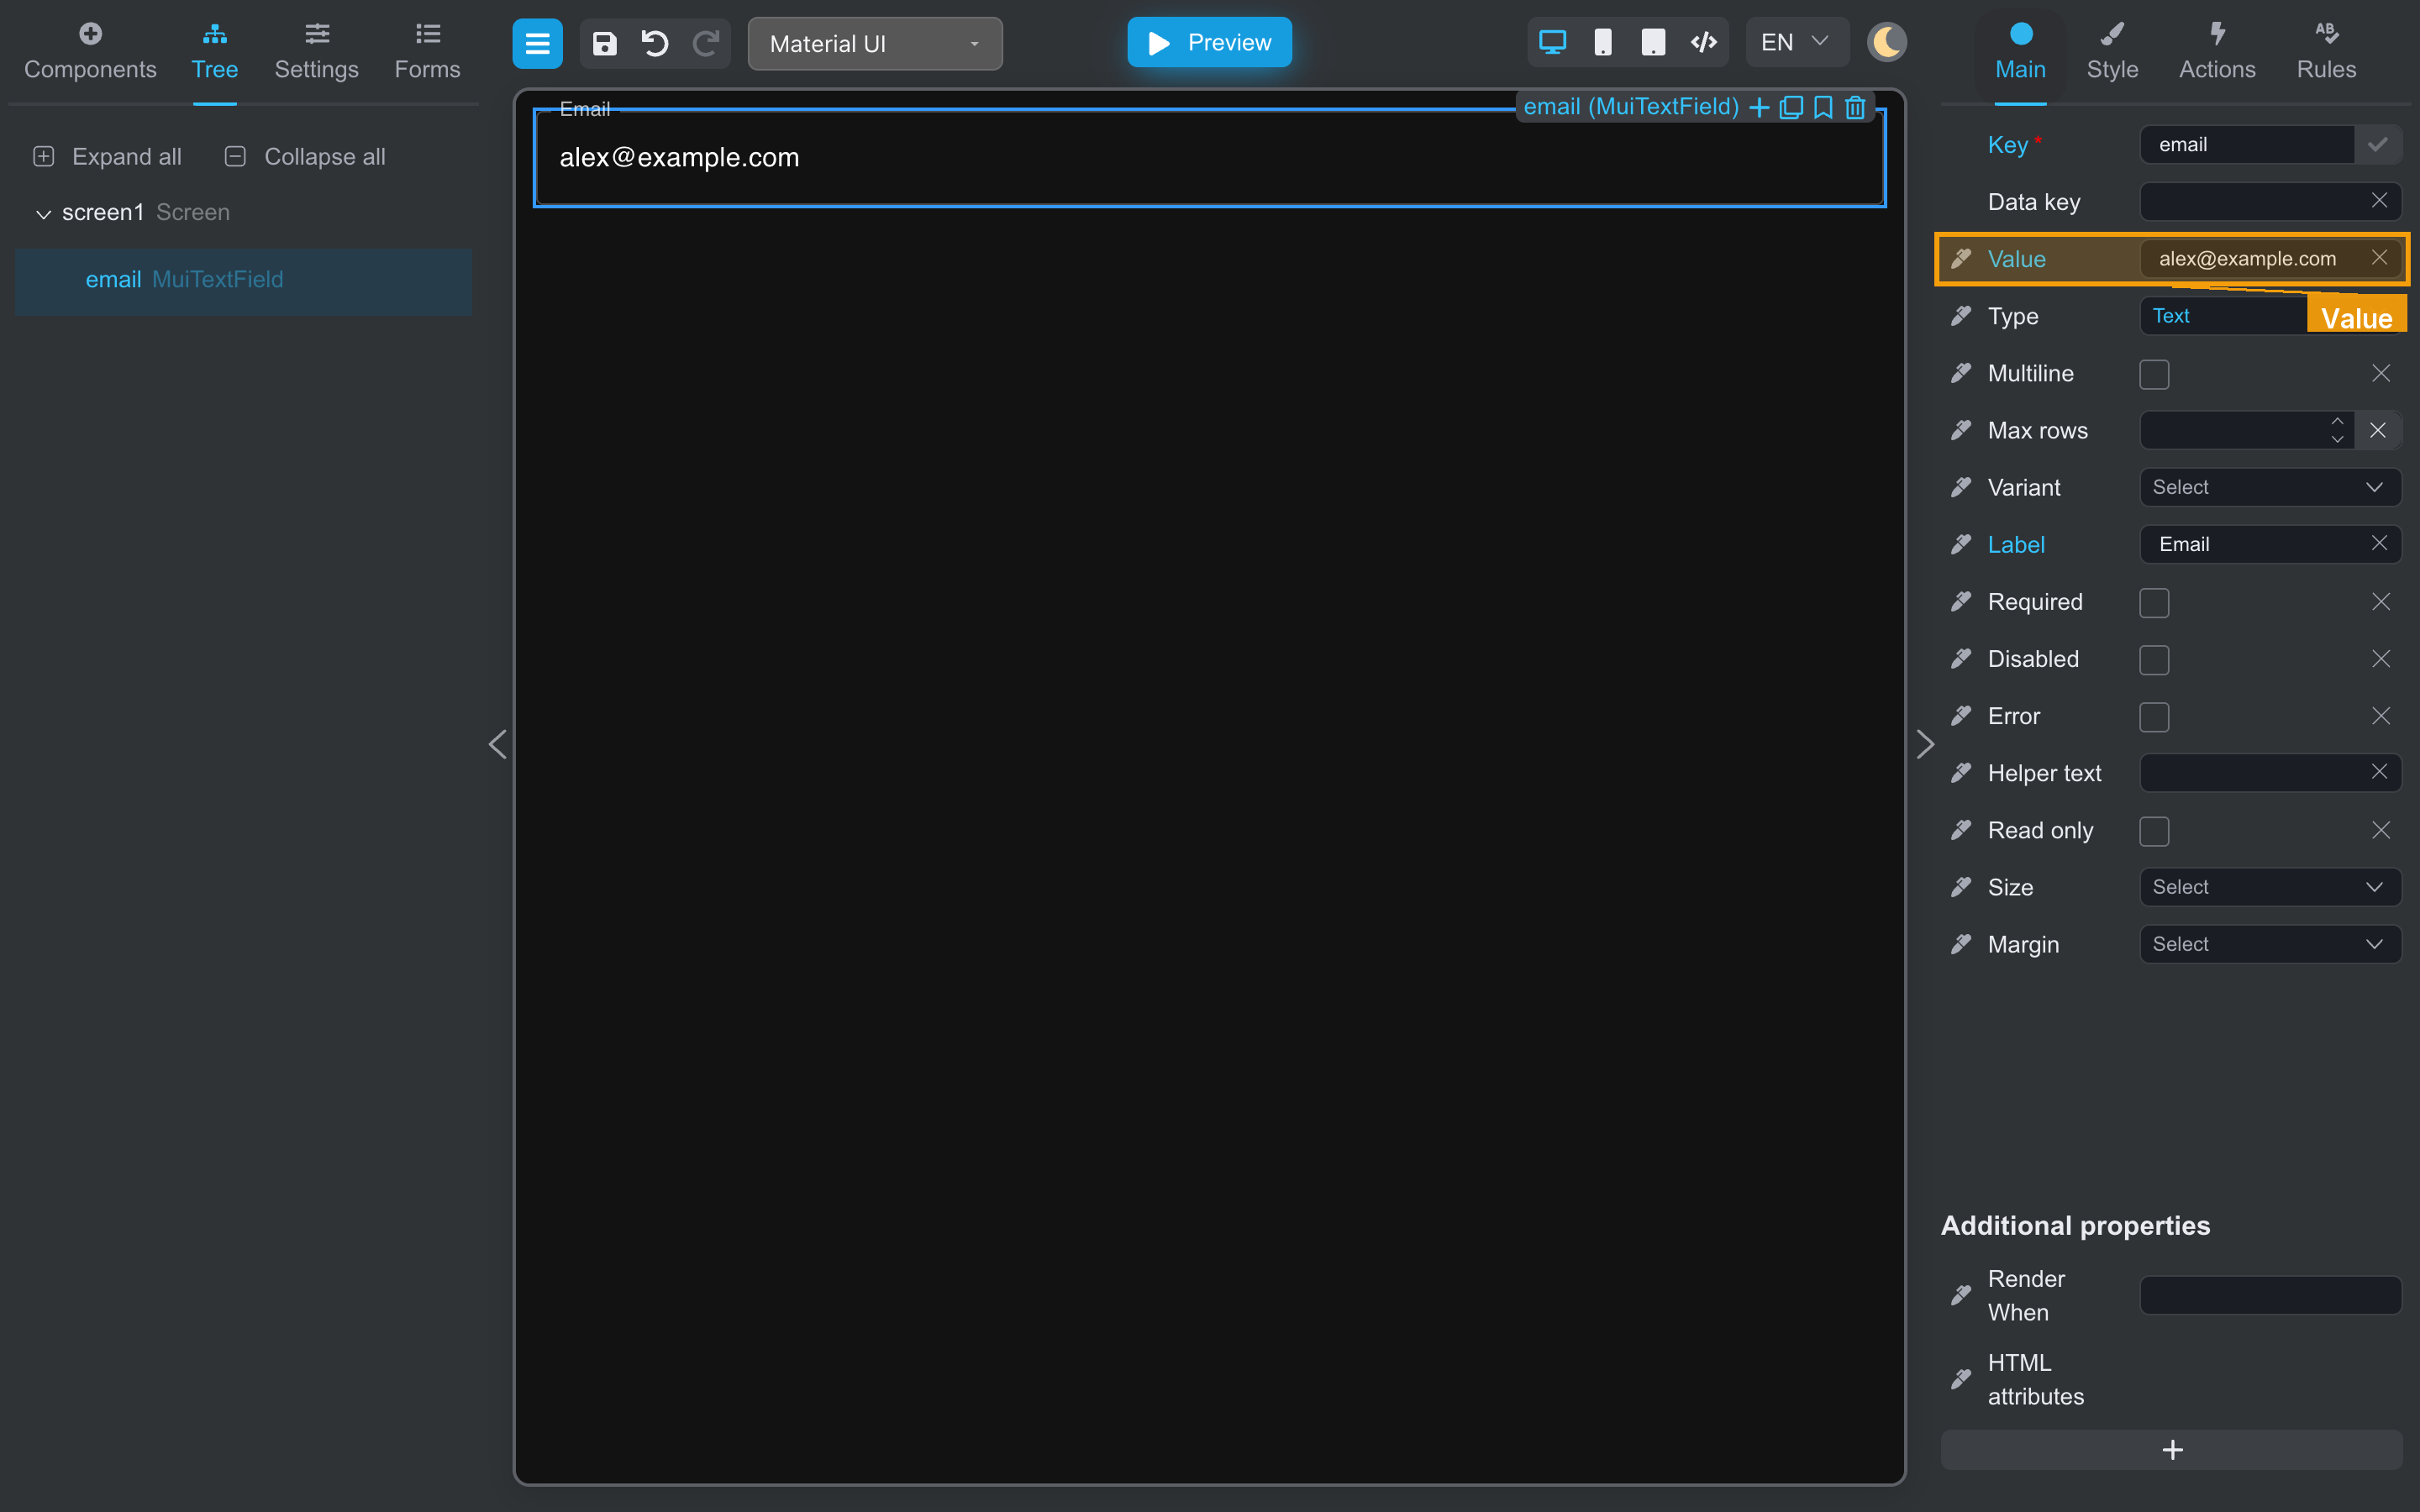 Components
Tree
Settings
Forms
Material UI
Preview
EN
Main
Style
Actions
Rules
Expand all
Collapse all
screen1 Screen
email MuiTextField
Email
email (MuiTextField)
alex@example.com
Key *
email
Data key
Value
alex@example.com
Type
Text
Value
Multiline
Max rows
Variant
Select
Label
Email
Required
Disabled
Error
Helper text
Read only
Size
Select
Margin
Select
Additional properties
Render
When
HTML
attributes